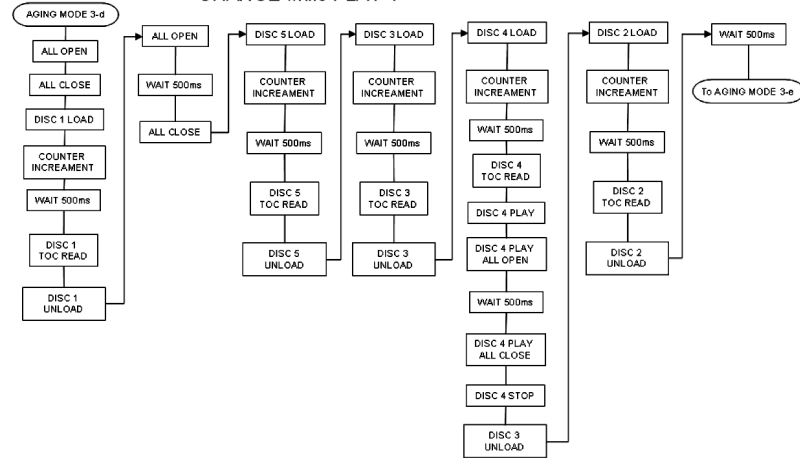 CHANGE while PLAY
AGING MODE 3-d
ALL OPEN
ALL CLOSE
DISC 1 LOAD
COUNTER
INCREAMENT
WAIT 500ms
DISC 1
TOC READ
DISC 1
UNLOAD
ALL OPEN
WAIT 500ms
ALL CLOSE
DISC 5 LOAD
COUNTER
INCREAMENT
WAIT 500ms
DISC 5
TOC READ
DISC 5
UNLOAD
DISC 3 LOAD
COUNTER
INCREAMENT
WAIT 500ms
DISC 3
TOC READ
DISC 3
UNLOAD
DISC 4 LOAD
COUNTER
INCREAMENT
WAIT 500ms
DISC 4
TOC READ
DISC 4 PLAY
DISC 4 PLAY
ALL OPEN
WAIT 500ms
DISC 4 PLAY
ALL CLOSE
DISC 4 STOP
DISC 3
UNLOAD
DISC 2 LOAD
COUNTER
INCREAMENT
WAIT 500ms
DISC 2
TOC READ
DISC 2
UNLOAD
WAIT 500ms
To AGING MODE 3-e